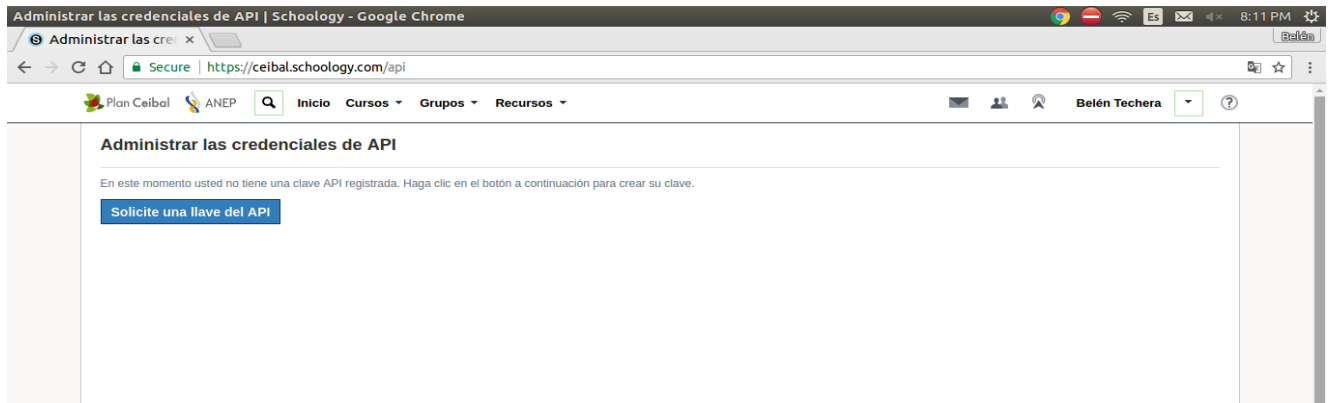 Administrar las credenciales de API | Schoology - Google Chrome Es 8:11 PM
Administrar las cre Belén
Secure | https://ceibal.schoology.com/api
Plan Ceibal ANEP Inicio Cursos Grupos Recursos Belén Techera ?
Administrar las credenciales de API
En este momento usted no tiene una clave API registrada. Haga clic en el botón a continuación para crear su clave.
Solicite una llave del API